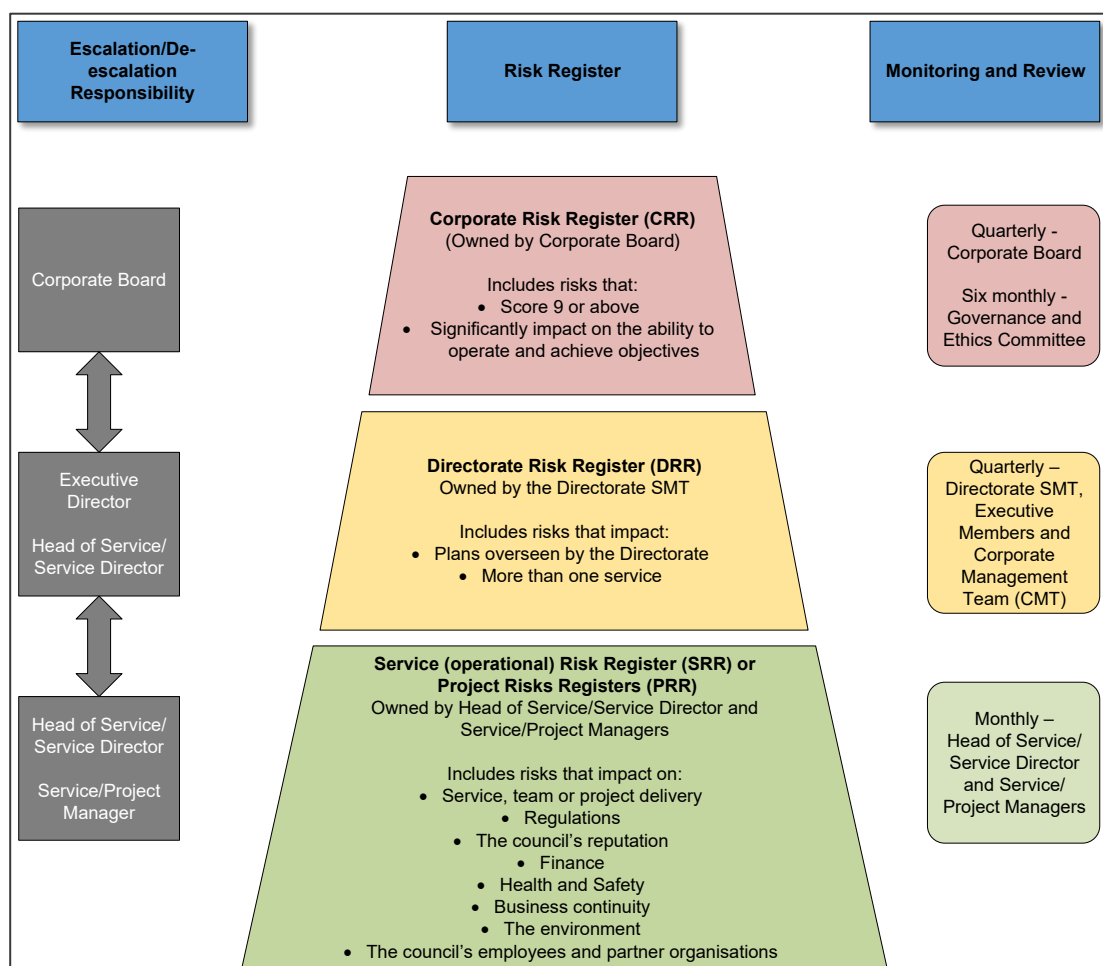 Escalation/De-
escalation
Responsibility
Risk Register
Monitoring and Review
Corporate Board
Corporate Risk Register (CRR)
(Owned by Corporate Board)
Includes risks that:
• Score 9 or above
• Significantly impact on the ability to
operate and achieve objectives
Quarterly -
Corporate Board
Six monthly -
Governance and
Ethics Committee
Executive
Director
Head of Service/
Service Director
Directorate Risk Register (DRR)
Owned by the Directorate SMT
Includes risks that impact:
• Plans overseen by the Directorate
• More than one service
Quarterly –
Directorate SMT,
Executive
Members and
Corporate
Management
Team (CMT)
Head of Service/
Service Director
Service/Project
Manager
Service (operational) Risk Register (SRR) or
Project Risks Registers (PRR)
Owned by Head of Service/Service Director and
Service/Project Managers
Includes risks that impact on:
• Service, team or project delivery
• Regulations
• The council’s reputation
• Finance
• Health and Safety
• Business continuity
• The environment
• The council’s employees and partner organisations
Monthly –
Head of Service/
Service Director
and Service/
Project Managers